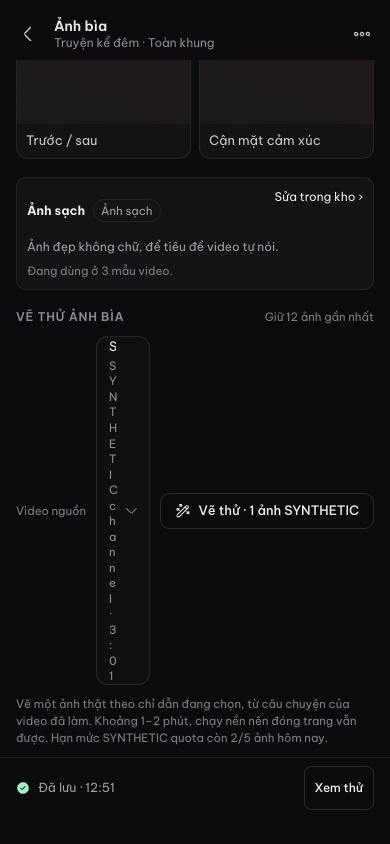 Ảnh bìa
Truyện kể đêm · Toàn khung
Trước / sau
Cận mặt cảm xúc
Sửa trong kho ›
Ảnh sạch
Ảnh sạch
Ảnh đẹp không chữ, để tiêu đề video tự nói.
Đang dùng ở 3 mẫu video.
VẼ THỬ ẢNH BÌA
Giữ 12 ảnh gần nhất
Video nguồn
S
S
Y
N
T
H
E
T
I
C
c
h
a
n
n
e
l
·
3
:
0
1
Vẽ thử · 1 ảnh SYNTHETIC
Vẽ một ảnh thật theo chỉ dẫn đang chọn, từ câu chuyện của
video đã làm. Khoảng 1–2 phút, chạy nền nên đóng trang vẫn
được. Hạn mức SYNTHETIC quota còn 2/5 ảnh hôm nay.
Đã lưu · 12:51
Xem thử